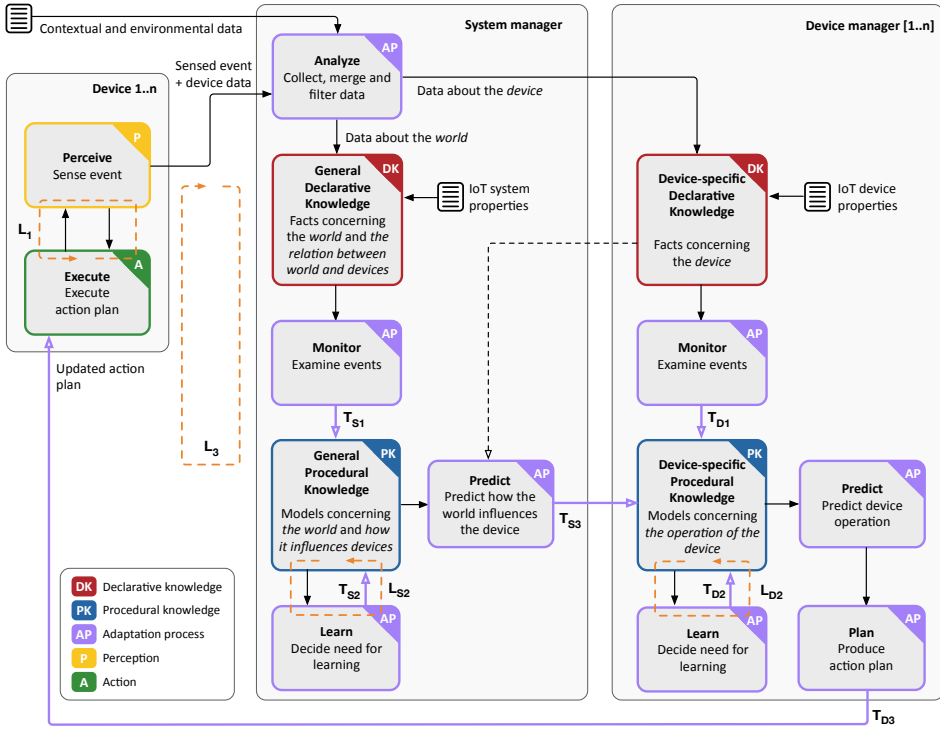 Contextual and environmental data
System manager
Device manager [1..n]
AP
Analyze
Collect, merge and
filter data
Sensed event
+ device data
Data about the device
Data about the world
Device 1..n
P
Perceive
Sense event
L1
A
Execute
Execute
action plan
Updated action
plan
L3
DK
General
Declarative
Knowledge
Facts concerning
the world and the
relation between
world and devices
IoT system
properties
DK
Device-specific
Declarative
Knowledge
Facts concerning
the device
IoT device
properties
AP
Monitor
Examine events
AP
Monitor
Examine events
TS1
TD1
PK
General
Procedural
Knowledge
Models concerning
the world and how
it influences devices
AP
Predict
Predict how the
world influences
the device
TS3
PK
Device-specific
Procedural
Knowledge
Models concerning
the operation of the
device
AP
Predict
Predict device
operation
TS2
LS2
TD2
LD2
AP
Learn
Decide need for
learning
AP
Learn
Decide need for
learning
AP
Plan
Produce
action plan
TD3
DK Declarative knowledge
PK Procedural knowledge
AP Adaptation process
P Perception
A Action